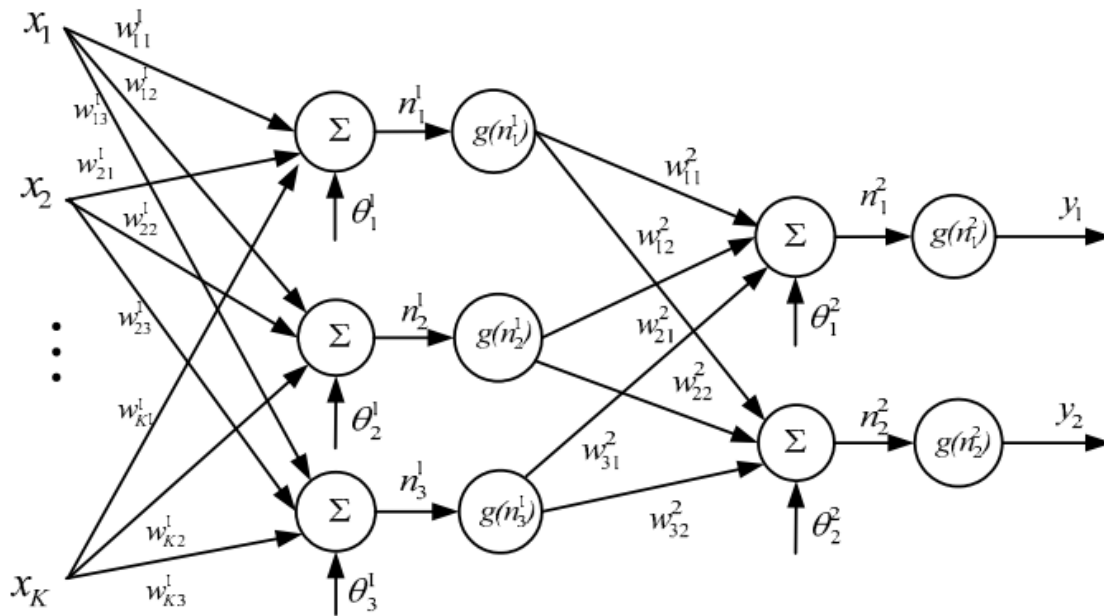 x₁
w¹₁₁
w¹₁₂
w¹₁₃
Σ
n¹₁
g(n¹₁)
θ¹₁
w²₁₁
w²₁₂
x₂
w¹₂₁
w¹₂₂
w¹₂₃
Σ
n²₁
g(n²₁)
y₁
θ²₁
Σ
n¹₂
g(n¹₂)
θ¹₂
w²₂₁
w²₂₂
⋮
w¹K1
Σ
n²₂
g(n²₂)
y₂
θ²₂
Σ
n¹₃
g(n¹₃)
θ¹₃
w²₃₁
w²₃₂
w¹K2
xK
w¹K3